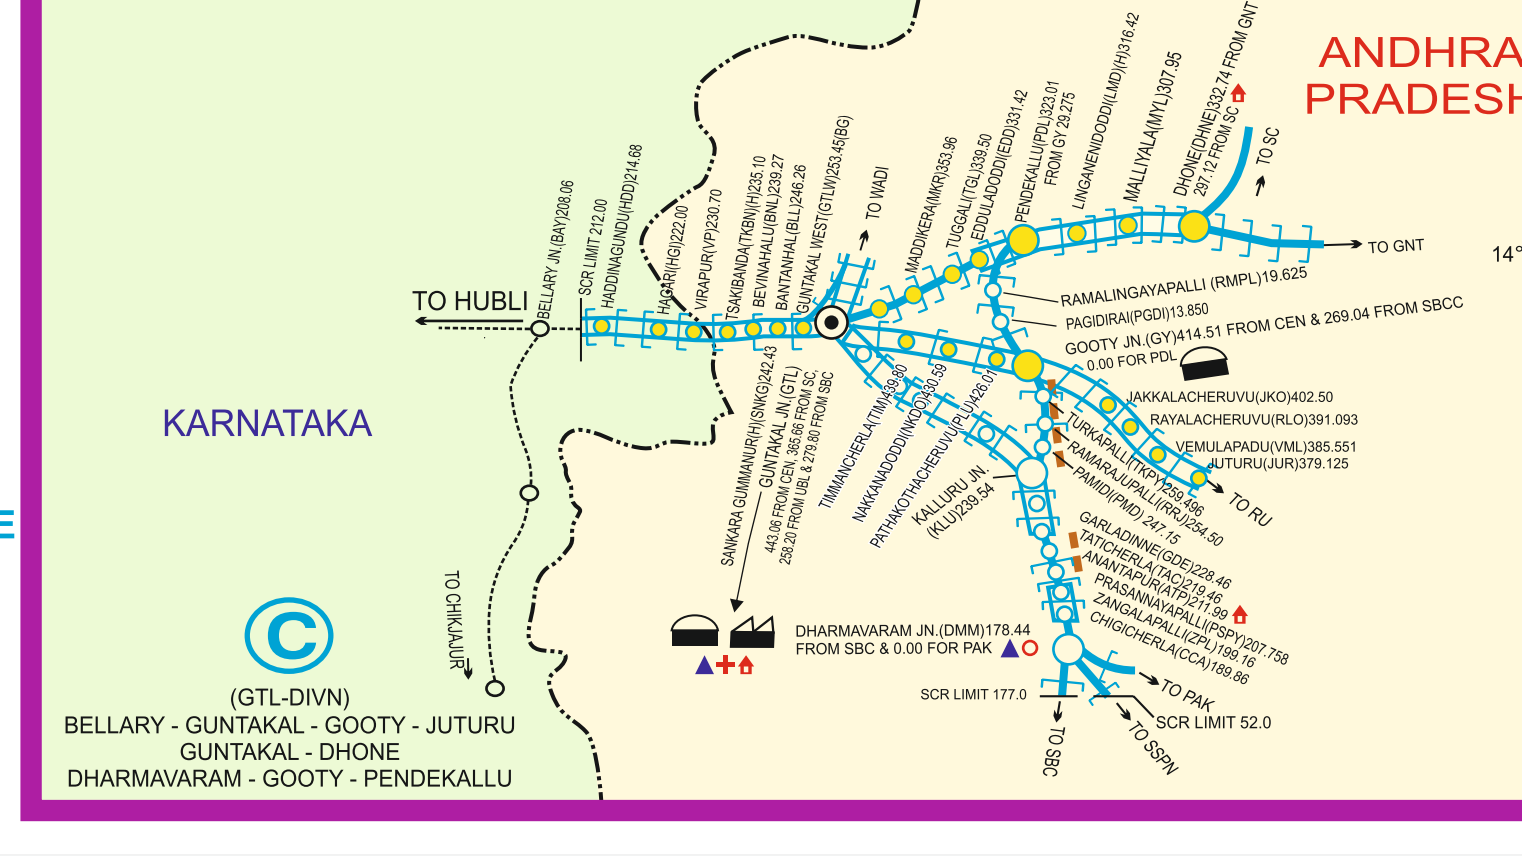 ANDHRA
PRADESH
14°
KARNATAKA
TO HUBLI
BELLARY JN.(BAY)208.06
SCR LIMIT 212.00
HADDINAGUNDU(HDD)214.68
HAGARI(HGI)222.00
VIRAPUR(VP)230.70
TSAKIBANDA(TKBN)(H)235.10
BEVINAHALU(BNL)239.27
BANTANHAL(BLL)246.26
GUNTAKAL WEST(GTLW)253.45(BG)
TO WADI
MADDIKERA(MKR)353.96
TUGGALI(TGL)339.50
EDDULADODDI(EDD)331.42
PENDEKALLU(PDL)323.01
FROM GY 29.275
LINGANENIDODDI(LMD)(H)316.42
MALLIYALA(MYL)307.95
DHONE(DHNE)332.74 FROM GNT
297.12 FROM SC
TO SC
TO GNT
RAMALINGAYAPALLI (RMPL)19.625
PAGIDIRAI(PGDI)13.850
GOOTY JN.(GY)414.51 FROM CEN & 269.04 FROM SBCC
0.00 FOR PDL
JAKKALACHERUVU(JKO)402.50
RAYALACHERUVU(RLO)391.093
VEMULAPADU(VML)385.551
JUTURU(JUR)379.125
TO RU
SANKARA GUMMANUR(H)(SNKG)242.43
GUNTAKAL JN.(GTL)
443.06 FROM CEN, 365.66 FROM SC,
258.20 FROM UBL & 279.80 FROM SBC
TIMMANCHERLA(TIM)439.80
NAKKANADODDI(NKDO)430.59
PATHAKOTHACHERUVU(PLU)426.01
KALLURU JN.
(KLU)239.54
TURKAPALLI(TKPY)259.496
RAMARAJUPALLI(RRJ)254.50
PAMIDI(PMD) 247.15
GARLADINNE(GDE)228.46
TATICHERLA(TAC)219.46
ANANTAPUR(ATP)211.99
PRASANNAYAPALLI(PSPY)207.758
ZANGALAPALLI(ZPL)199.16
CHIGICHERLA(CCA)189.86
DHARMAVARAM JN.(DMM)178.44
FROM SBC & 0.00 FOR PAK
SCR LIMIT 177.0
TO PAK
SCR LIMIT 52.0
TO SBC
TO SSPN
TO CHIKJAJUR
C
(GTL-DIVN)
BELLARY - GUNTAKAL - GOOTY - JUTURU
GUNTAKAL - DHONE
DHARMAVARAM - GOOTY - PENDEKALLU